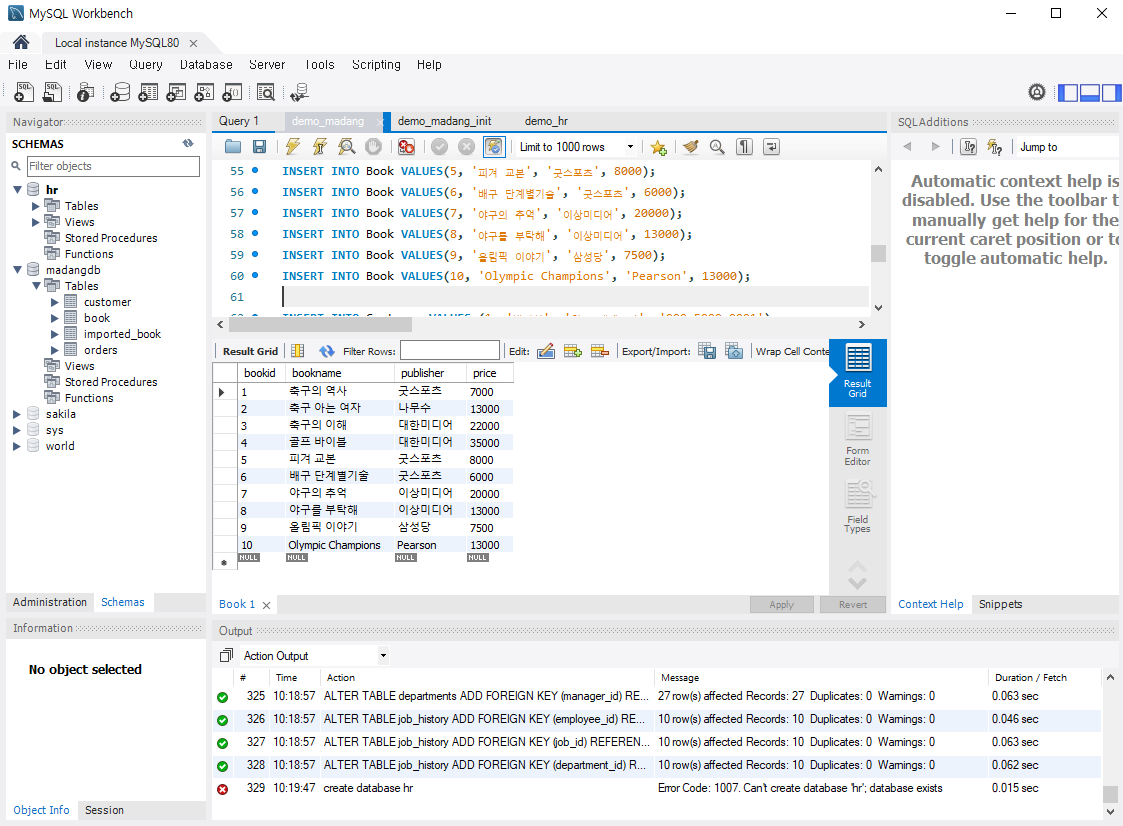 MySQL Workbench
Local instance MySQL80
File Edit View Query Database Server Tools Scripting Help
Navigator
SCHEMAS
Filter objects
hr
Tables
Views
Stored Procedures
Functions
madangdb
Tables
customer
book
imported_book
orders
Views
Stored Procedures
Functions
sakila
sys
world
Administration Schemas
Information
No object selected
Object Info Session
Query 1 demo_madang demo_madang_init demo_hr
Limit to 1000 rows
55 INSERT INTO Book VALUES(5, '피겨 교본', '굿스포츠', 8000);
56 INSERT INTO Book VALUES(6, '배구 단계별기술', '굿스포츠', 6000);
57 INSERT INTO Book VALUES(7, '야구의 추억', '이상미디어', 20000);
58 INSERT INTO Book VALUES(8, '야구를 부탁해', '이상미디어', 13000);
59 INSERT INTO Book VALUES(9, '올림픽 이야기', '삼성당', 7500);
60 INSERT INTO Book VALUES(10, 'Olympic Champions', 'Pearson', 13000);
61
Result Grid Filter Rows: Edit: Export/Import: Wrap Cell Conte
bookid bookname publisher price
1 축구의 역사 굿스포츠 7000
2 축구 아는 여자 나무수 13000
3 축구의 이해 대한미디어 22000
4 골프 바이블 대한미디어 35000
5 피겨 교본 굿스포츠 8000
6 배구 단계별기술 굿스포츠 6000
7 야구의 추억 이상미디어 20000
8 야구를 부탁해 이상미디어 13000
9 올림픽 이야기 삼성당 7500
10 Olympic Champions Pearson 13000
NULL NULL NULL NULL
Result
Grid
Form
Editor
Field
Types
Book 1 Apply Revert
SQLAdditions
Jump to
Automatic context help is
disabled. Use the toolbar t
manually get help for the
current caret position or to
toggle automatic help.
Context Help Snippets
Output
Action Output
# Time Action Message Duration / Fetch
325 10:18:57 ALTER TABLE departments ADD FOREIGN KEY (manager_id) RE... 27 row(s) affected Records: 27 Duplicates: 0 Warnings: 0 0.063 sec
326 10:18:57 ALTER TABLE job_history ADD FOREIGN KEY (employee_id) RE... 10 row(s) affected Records: 10 Duplicates: 0 Warnings: 0 0.046 sec
327 10:18:57 ALTER TABLE job_history ADD FOREIGN KEY (job_id) REFEREN... 10 row(s) affected Records: 10 Duplicates: 0 Warnings: 0 0.063 sec
328 10:18:57 ALTER TABLE job_history ADD FOREIGN KEY (department_id) R... 10 row(s) affected Records: 10 Duplicates: 0 Warnings: 0 0.062 sec
329 10:19:47 create database hr Error Code: 1007. Can't create database 'hr'; database exists 0.015 sec